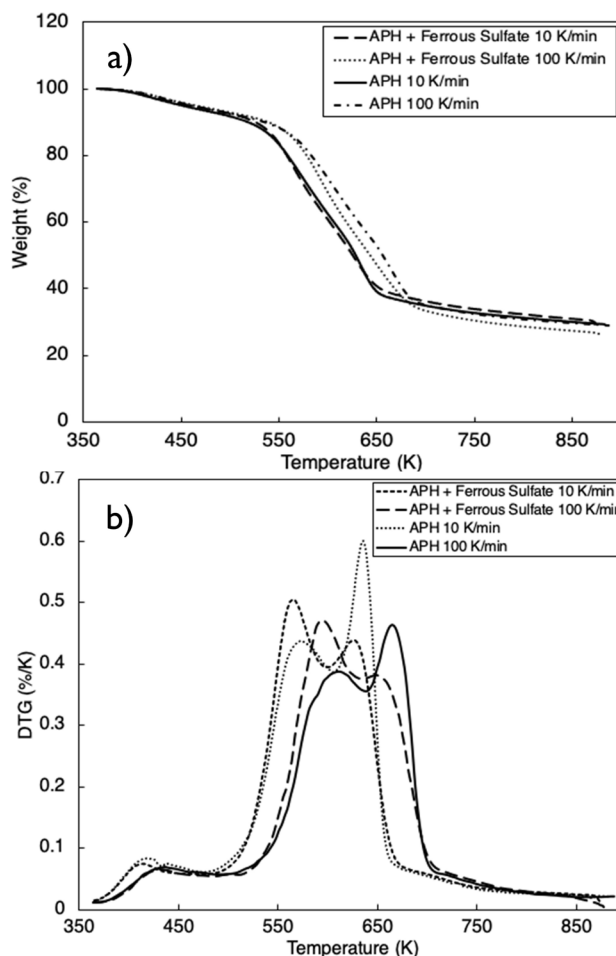 120
a)
APH + Ferrous Sulfate 10 K/min
APH + Ferrous Sulfate 100 K/min
APH 10 K/min
APH 100 K/min
100
80
60
40
20
0
Weight (%)
350
450
550
650
750
850
Temperature (K)
0.7
b)
APH + Ferrous Sulfate 10 K/min
APH + Ferrous Sulfate 100 K/min
APH 10 K/min
APH 100 K/min
0.6
0.5
0.4
0.3
0.2
0.1
0
DTG (%/K)
350
450
550
650
750
850
Temperature (K)